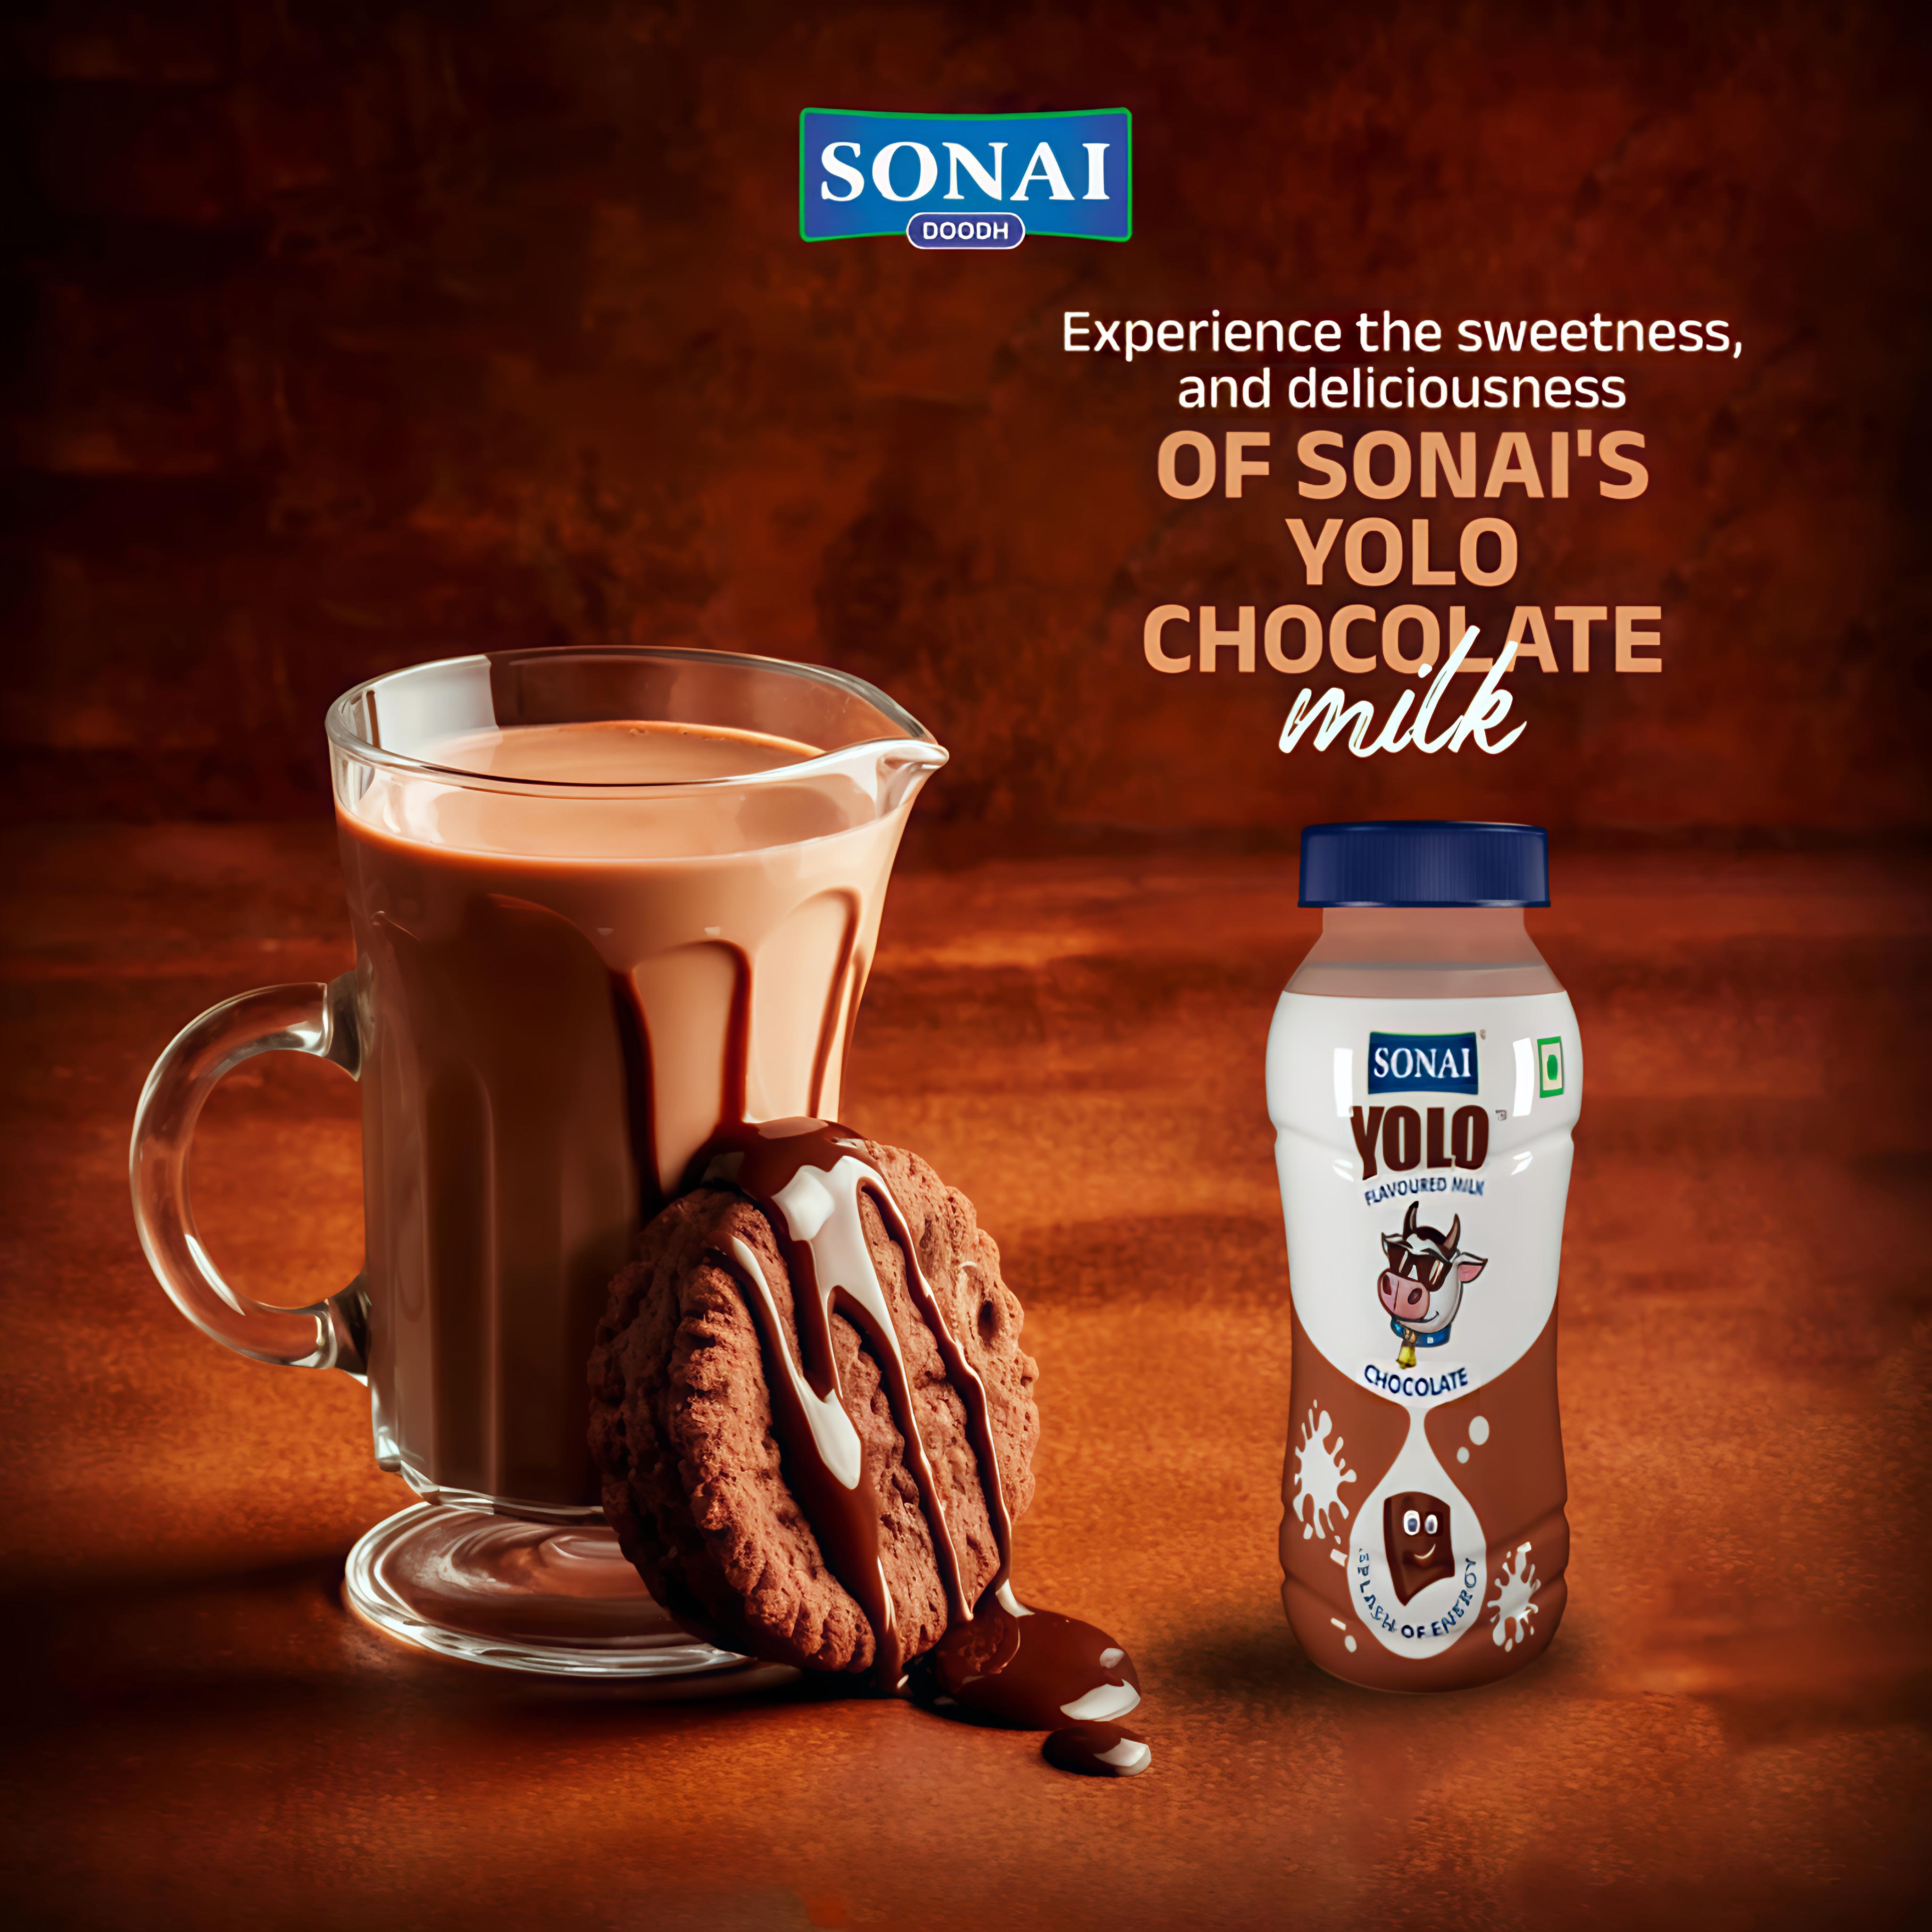 SONAI
DOODH
Experience the sweetness,
and deliciousness
OF SONAI'S
YOLO
CHOCOLATE
milk
SONAI
YOLO
FLAVOURED MILK
CHOCOLATE
SPLASH OF ENERGY